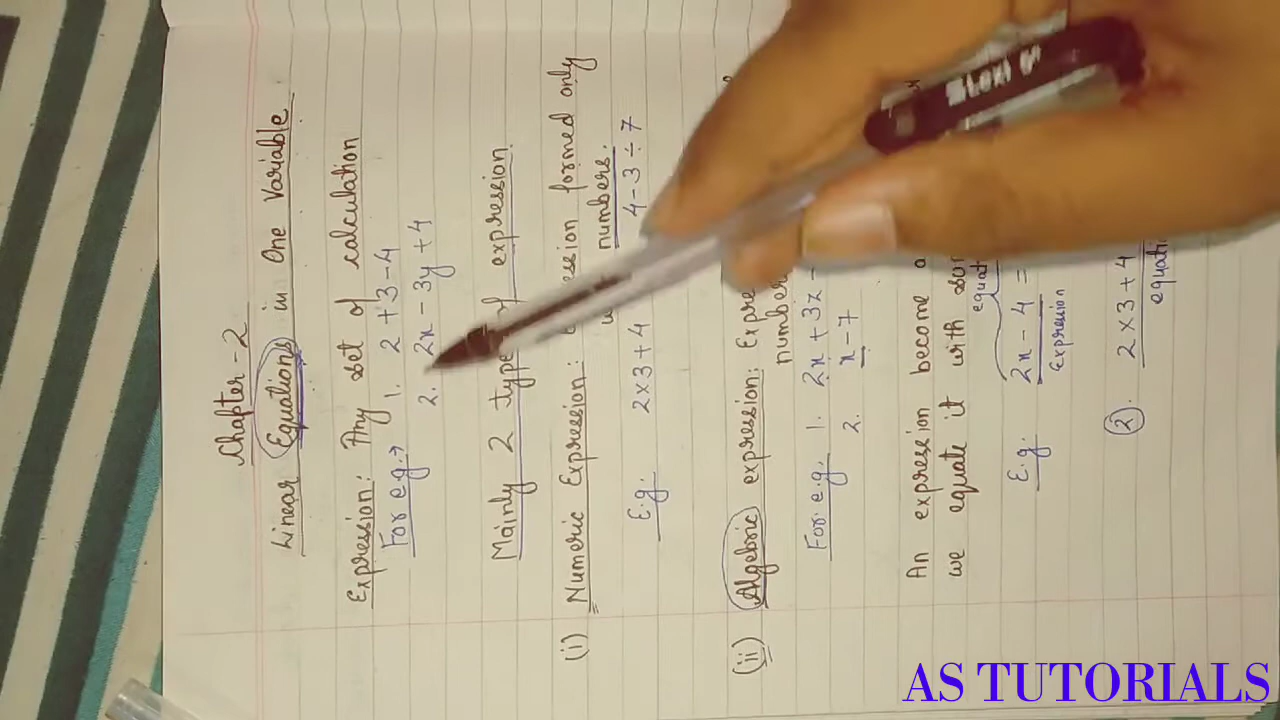 Chapter - 2
Linear Equations in One Variable
Expression: Any set of calculation
For e.g. → 1. 2 + 3 - 4
2. 2x - 3y + 4
Mainly 2 type of expression.
(i) Numeric Expression: formed only
numbers.
E.g. 2 x 3 + 4 4 - 3 ÷ 7
(ii) Algebric expression:
For. e.g. 1. 2x + 3x
2. x - 7
An expression become
we equate it with
E.g. 2x - 4 =
Expression
(2). 2 x 3 + 4
AS TUTORIALS